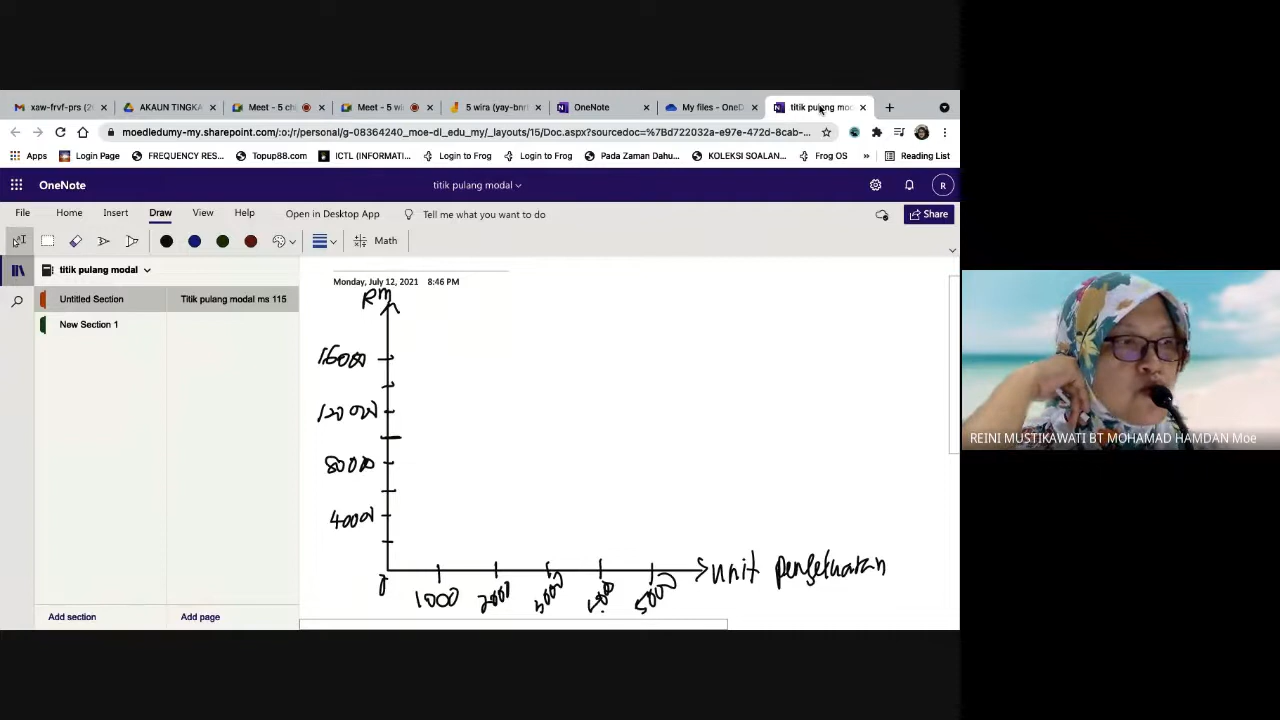 xaw-frvf-prs (2
AKAUN TINGKA
Meet - 5 ch
Meet - 5 wi
5 wira (yay-bnr
OneNote
My files - OneD
titik pulang mod
moedledumy-my.sharepoint.com/:o:/r/personal/g-08364240_moe-dl_edu_my/_layouts/15/Doc.aspx?sourcedoc=%7Bd722032a-e97e-472d-8cab-...
Apps
Login Page
FREQUENCY RES...
Topup88.com
ICTL (INFORMATI...
Login to Frog
Login to Frog
Pada Zaman Dahu...
KOLEKSI SOALAN...
Frog OS
»
Reading List
OneNote
titik pulang modal
R
File
Home
Insert
Draw
View
Help
Open in Desktop App
Tell me what you want to do
Share
Math
titik pulang modal
Untitled Section
Titik pulang modal ms 115
New Section 1
Add section
Add page
Monday, July 12, 2021 8:46 PM
RM
16000
12000
8000
4000
0
1000
2000
3000
4000
5000
unit pengeluaran
REINI MUSTIKAWATI BT MOHAMAD HAMDAN Moe